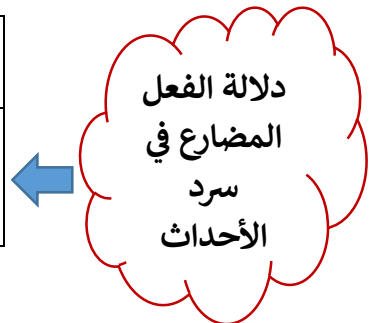 دلالة الفعل
المضارع في
سرد
الأحداث